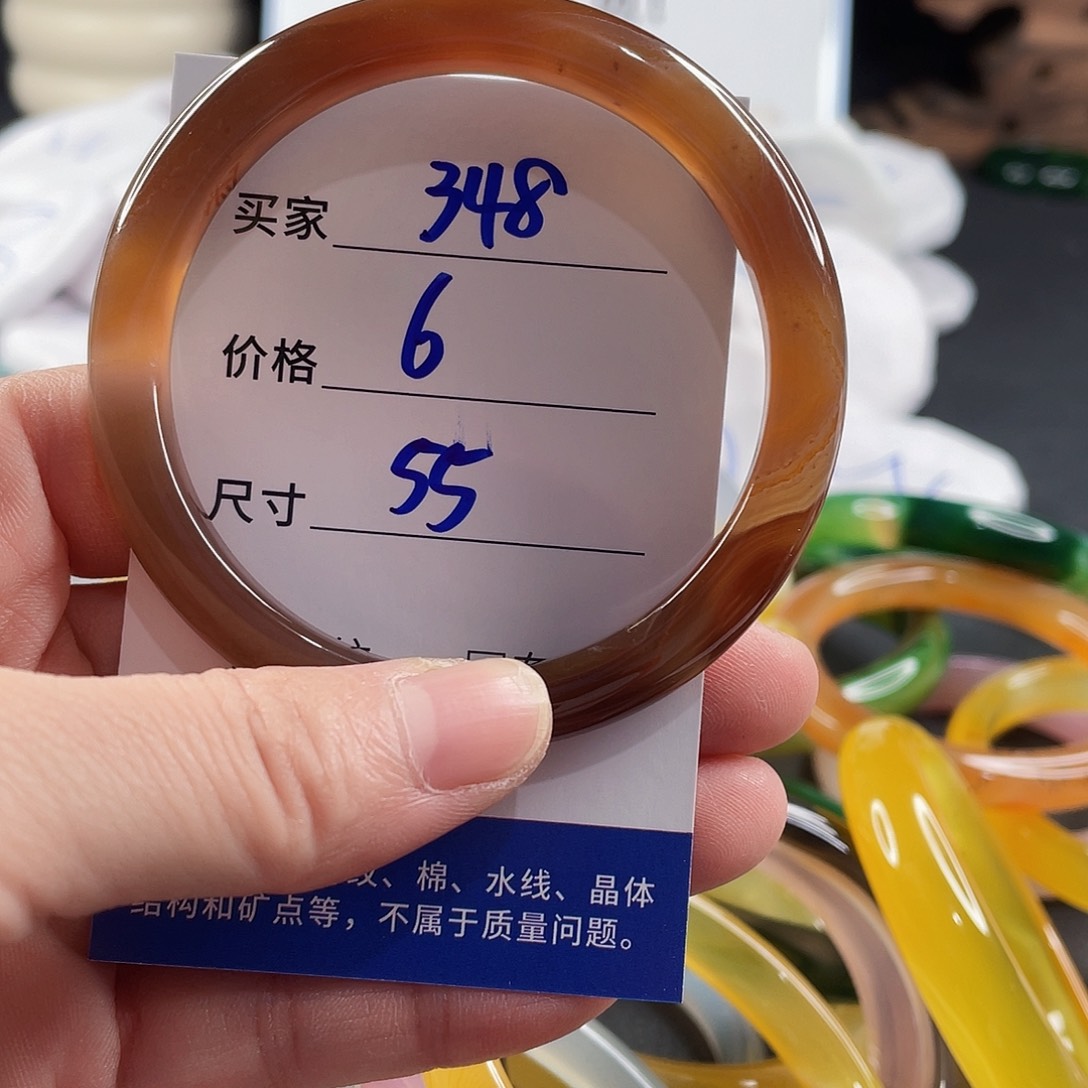 买家 348
价格 6
尺寸 55
纹、棉、水线、晶体
结构和矿点等，不属于质量问题。